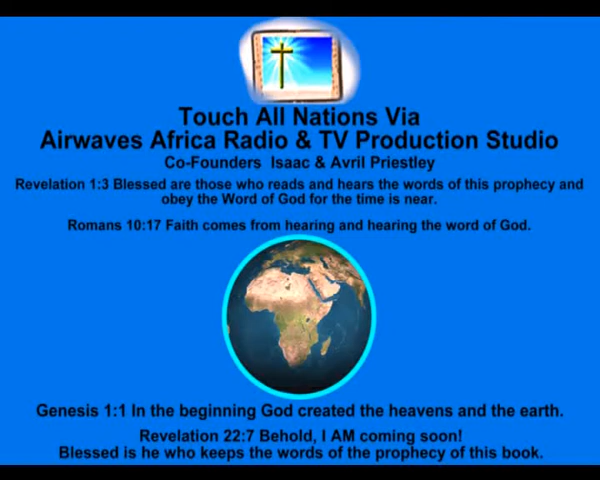 Touch All Nations Via
Airwaves Africa Radio & TV Production Studio
Co-Founders Isaac & Avril Priestley
Revelation 1:3 Blessed are those who reads and hears the words of this prophecy and
obey the Word of God for the time is near.
Romans 10:17 Faith comes from hearing and hearing the word of God.
Genesis 1:1 In the beginning God created the heavens and the earth.
Revelation 22:7 Behold, I AM coming soon!
Blessed is he who keeps the words of the prophecy of this book.